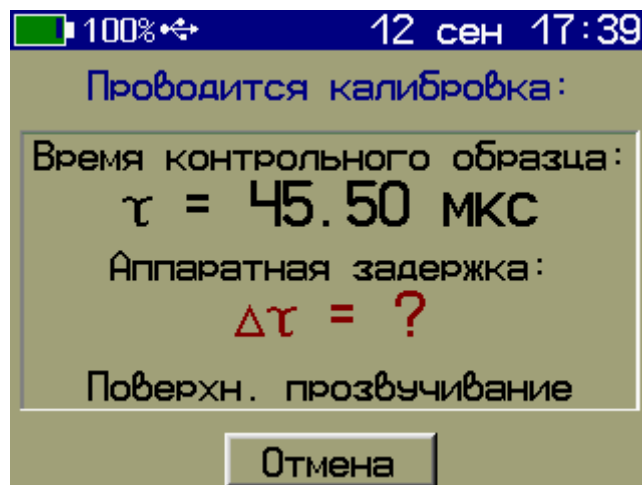 100% 12 сен 17:39
Проводится калибровка:
Время контрольного образца:
τ = 45.50 мкс
Аппаратная задержка:
Δτ = ?
Поверхн. прозвучивание
Отмена